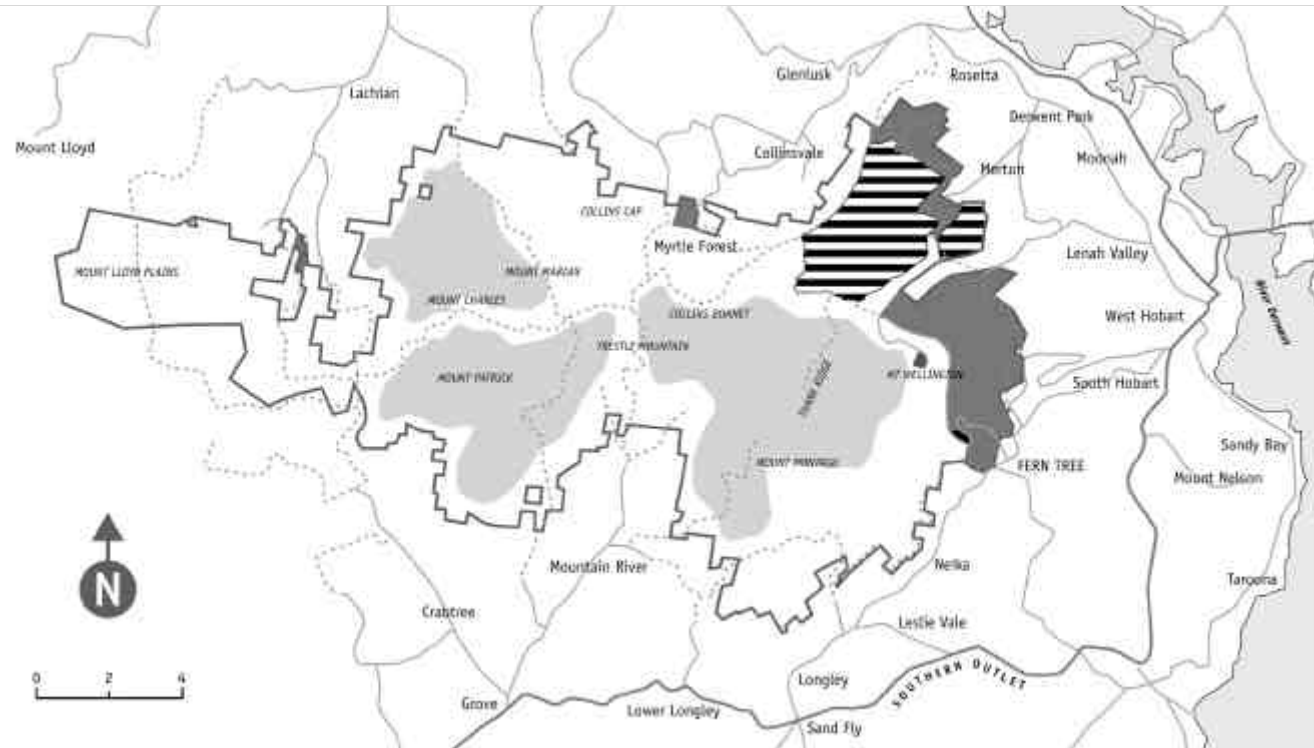 Glenlusk
Rosetta
Lachlan
Derwent Park
Mount Lloyd
Collinsvale
Moonah
Merton
COLLINS CAP
Myrtle Forest
Lenah Valley
MOUNT LLOYD PLAINS
MOUNT MARIAN
River Derwent
MOUNT CHARLES
COLLINS BONNET
West Hobart
TRESTLE MOUNTAIN
MOUNT PATRICK
MT WELLINGTON
South Hobart
Sandy Bay
MOUNT MONTAGU
FERN TREE
Mount Nelson
N
Mountain River
Neika
Taroona
Crabtree
Leslie Vale
0 2 4
Longley
SOUTHERN OUTLET
Grove
Lower Longley
Sand Fly